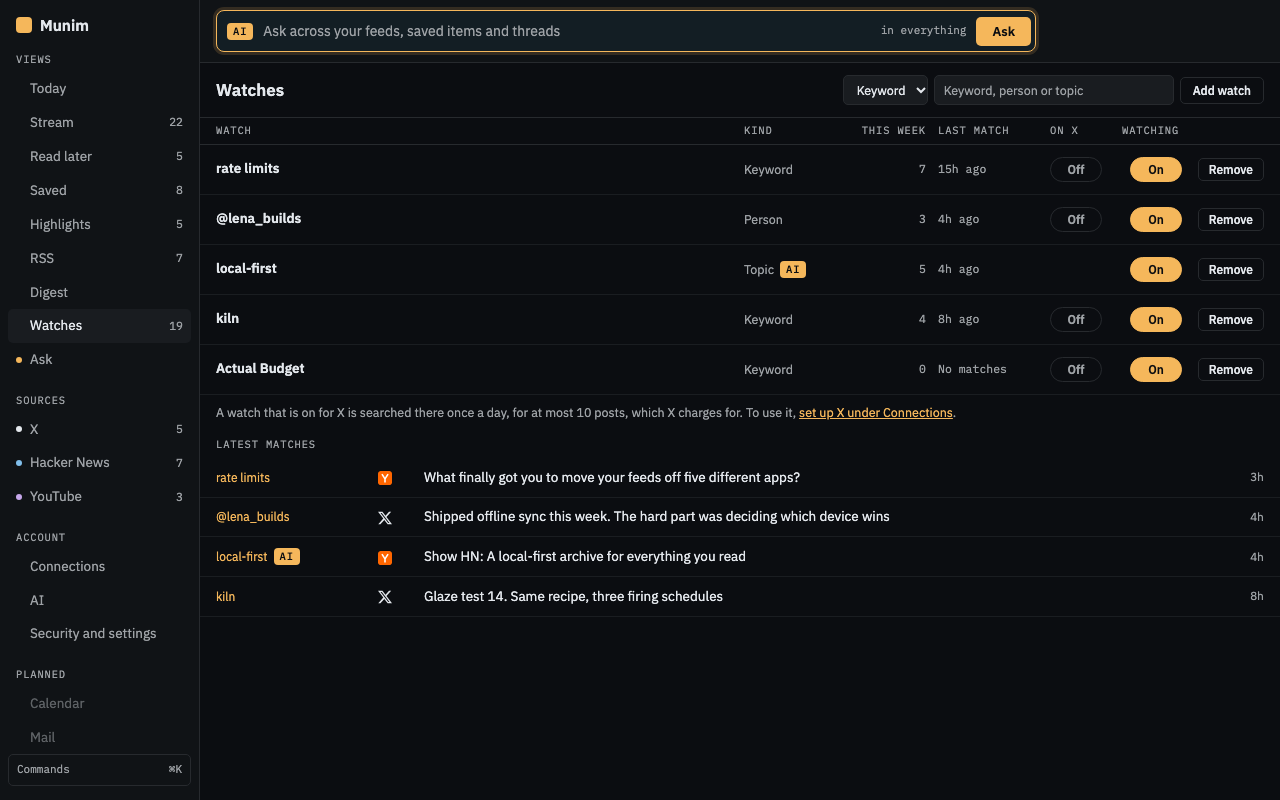 Munim
VIEWS
Today
Stream 22
Read later 5
Saved 8
Highlights 5
RSS 7
Digest
Watches 19
Ask
SOURCES
X 5
Hacker News 7
YouTube 3
ACCOUNT
Connections
AI
Security and settings
PLANNED
Calendar
Mail
Commands ⌘K
AI Ask across your feeds, saved items and threads in everything Ask
Watches Keyword Keyword, person or topic Add watch
WATCH KIND THIS WEEK LAST MATCH ON X WATCHING
rate limits Keyword 7 15h ago Off On Remove
@lena_builds Person 3 4h ago Off On Remove
local-first Topic AI 5 4h ago On Remove
kiln Keyword 4 8h ago Off On Remove
Actual Budget Keyword 0 No matches Off On Remove
A watch that is on for X is searched there once a day, for at most 10 posts, which X charges for. To use it, set up X under Connections.
LATEST MATCHES
rate limits Y What finally got you to move your feeds off five different apps? 3h
@lena_builds X Shipped offline sync this week. The hard part was deciding which device wins 4h
local-first AI Y Show HN: A local-first archive for everything you read 4h
kiln X Glaze test 14. Same recipe, three firing schedules 8h